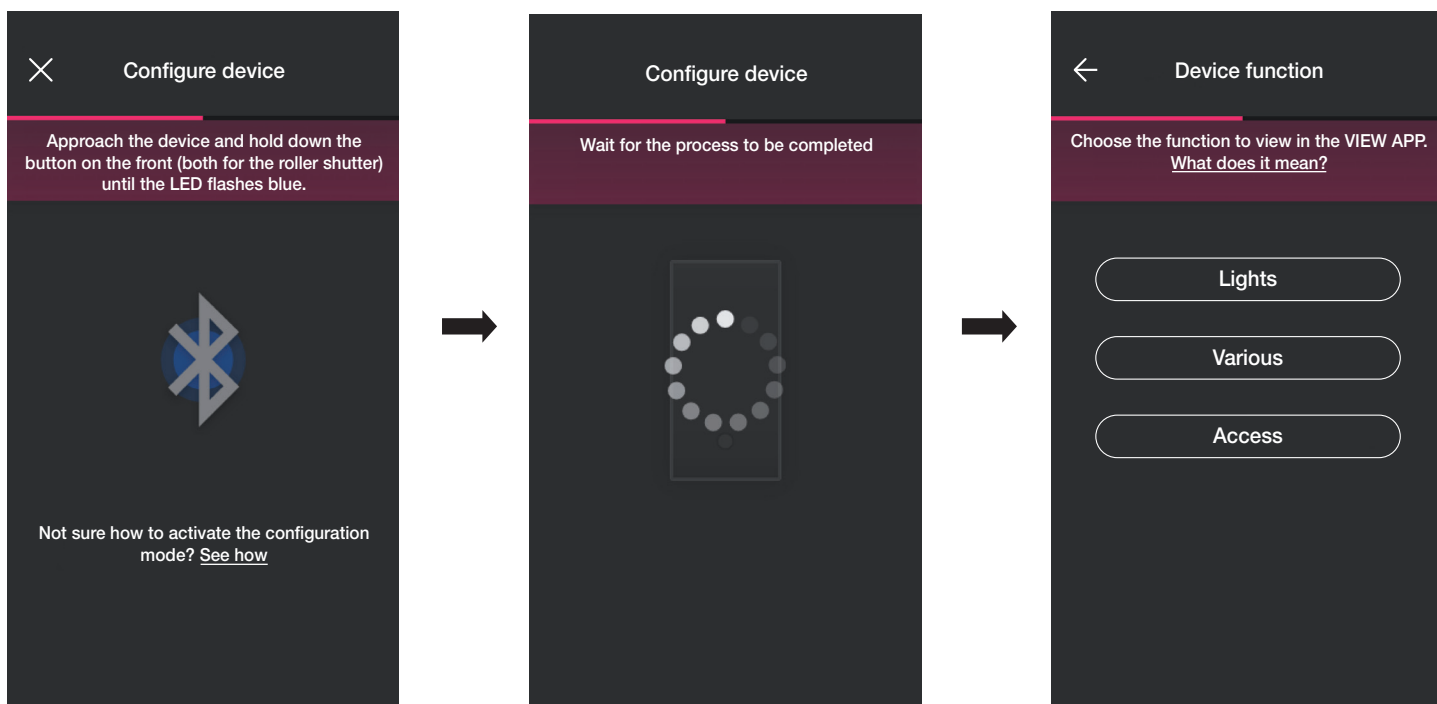 Configure device
Approach the device and hold down the
button on the front (both for the roller shutter)
until the LED flashes blue.
Not sure how to activate the configuration
mode? See how
Configure device
Wait for the process to be completed
Device function
Choose the function to view in the VIEW APP.
What does it mean?
Lights
Various
Access